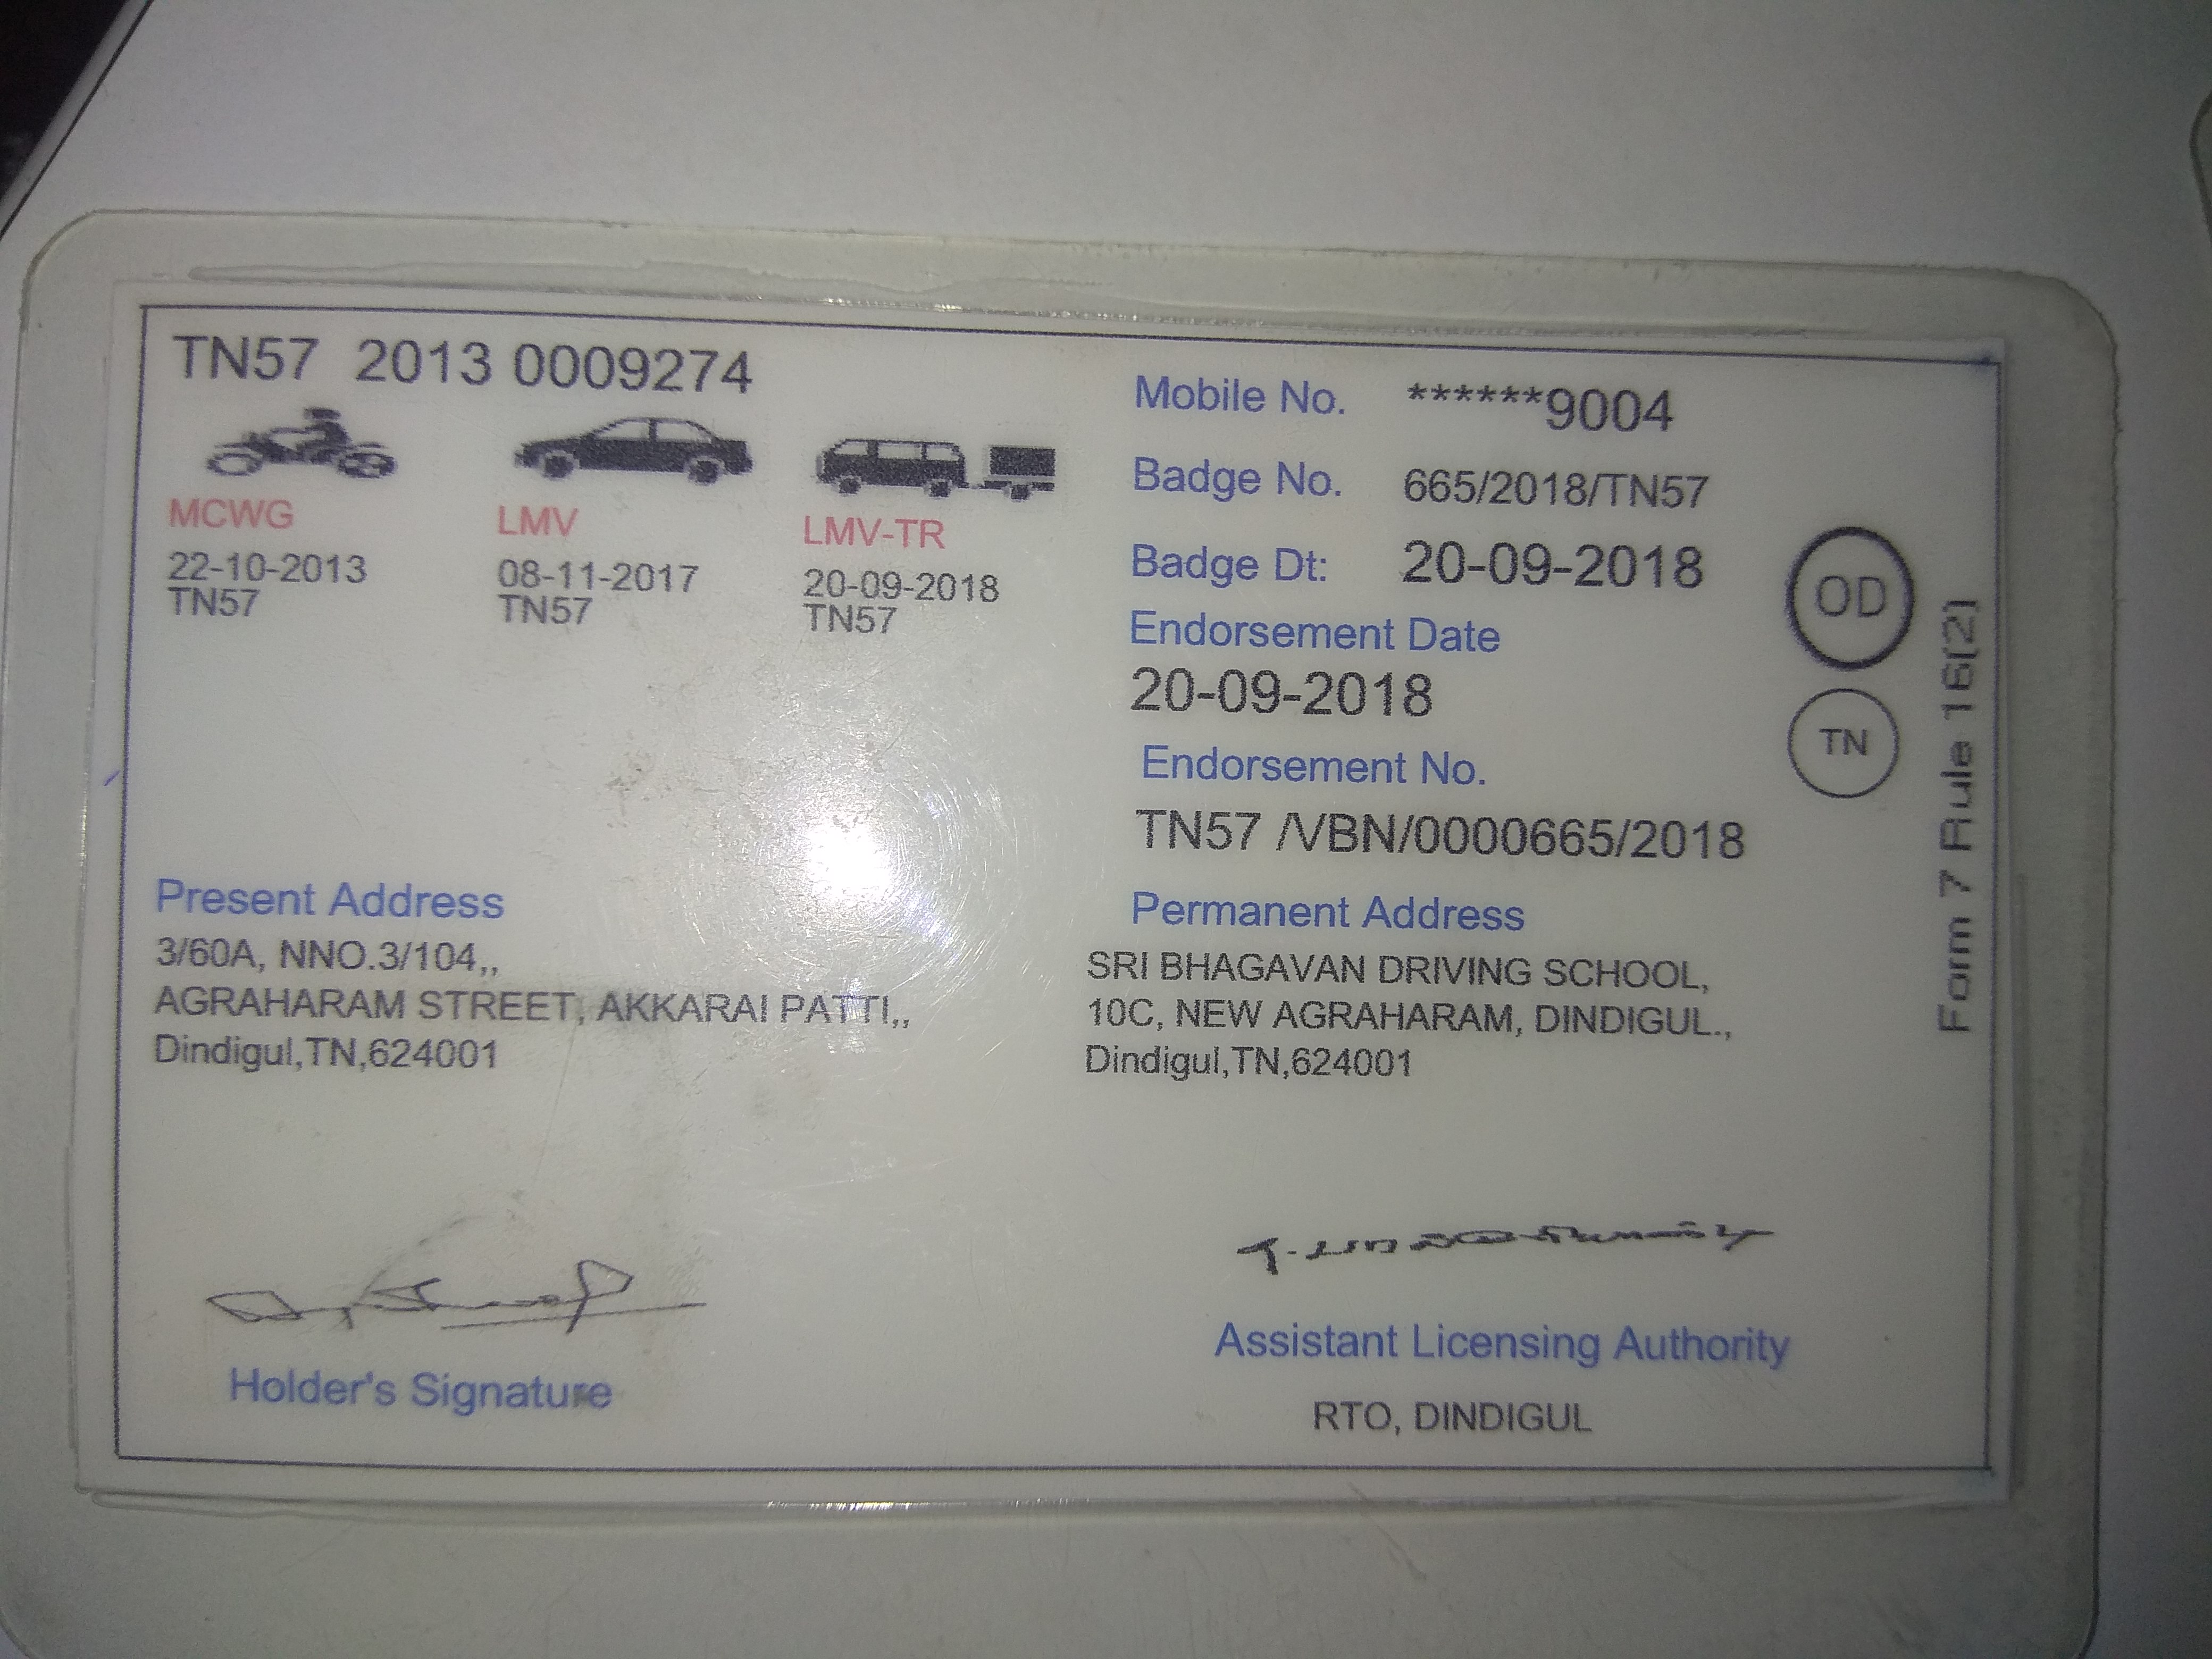 TN57 2013 0009274
MCWG
22-10-2013
TN57
LMV
08-11-2017
TN57
LMV-TR
20-09-2018
TN57
Mobile No. ******9004
Badge No. 665/2018/TN57
Badge Dt: 20-09-2018
Endorsement Date
20-09-2018
Endorsement No.
TN57 /VBN/0000665/2018
OD
TN
Form 7 Rule 16(2)
Present Address
3/60A, NNO.3/104,,
AGRAHARAM STREET, AKKARAI PATTI,,
Dindigul,TN,624001
Permanent Address
SRI BHAGAVAN DRIVING SCHOOL,
10C, NEW AGRAHARAM, DINDIGUL.,
Dindigul,TN,624001
Holder's Signature
Assistant Licensing Authority
RTO, DINDIGUL